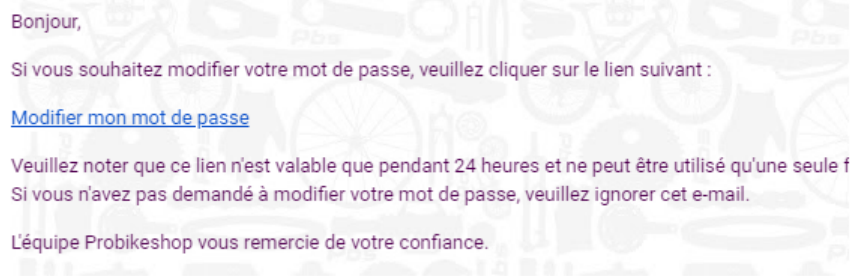 Bonjour,
Si vous souhaitez modifier votre mot de passe, veuillez cliquer sur le lien suivant :
Modifier mon mot de passe
Veuillez noter que ce lien n'est valable que pendant 24 heures et ne peut être utilisé qu'une seule f
Si vous n'avez pas demandé à modifier votre mot de passe, veuillez ignorer cet e-mail.
L'équipe Probikeshop vous remercie de votre confiance.